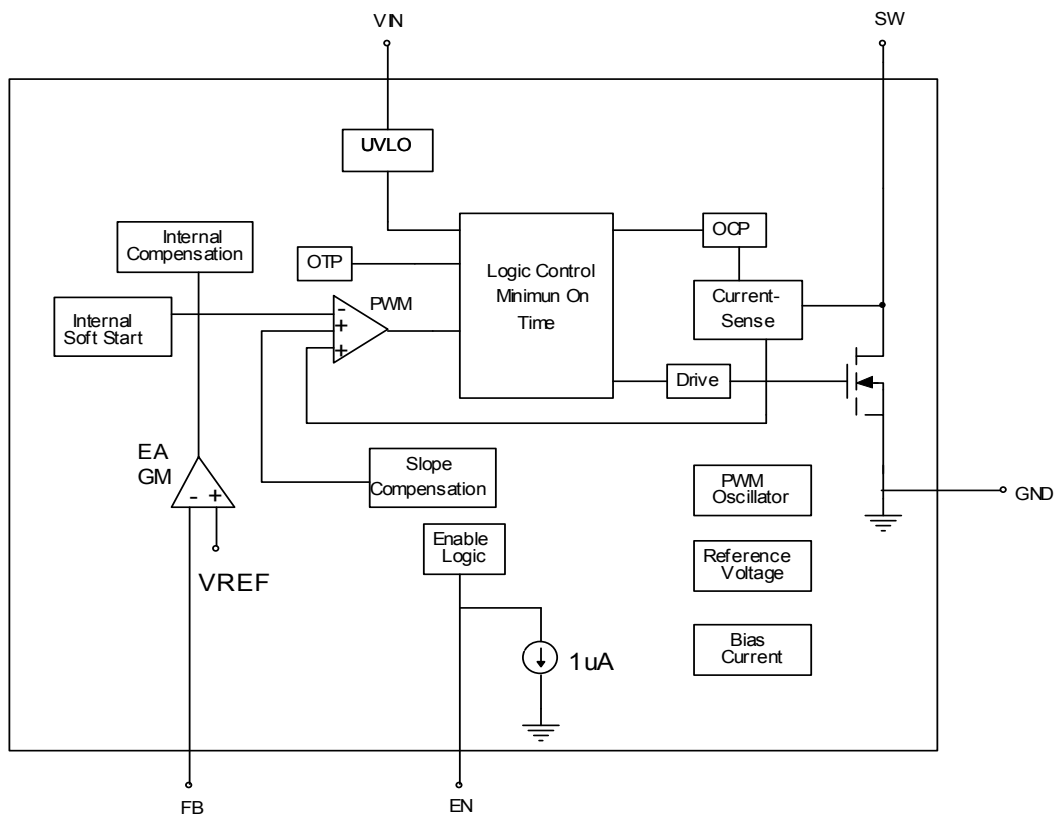 VIN
SW
UVLO
Internal
Compensation
OCP
OTP
Logic Control
Minimun On
Time
PWM
-
+
+
Current-
Sense
Internal
Soft Start
Drive
EA
GM
- +
Slope
Compensation
PWM
Oscillator
GND
Enable
Logic
VREF
Reference
Voltage
1uA
Bias
Current
FB
EN